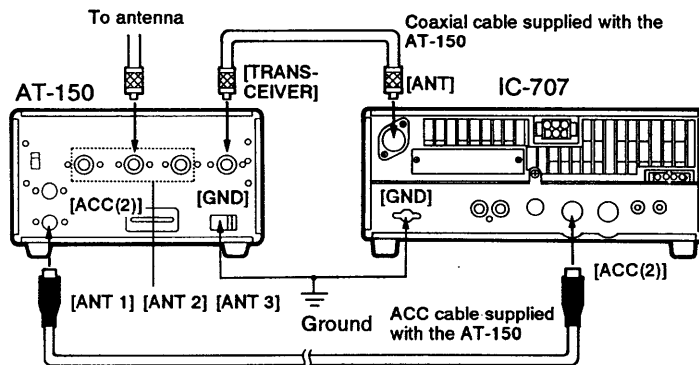 To antenna
Coaxial cable supplied with the
AT-150
[TRANS-
CEIVER]
[ANT]
AT-150
IC-707
[ACC(2)]
[GND]
[GND]
[ANT 1] [ANT 2] [ANT 3]
[ACC(2)]
Ground
ACC cable supplied
with the AT-150